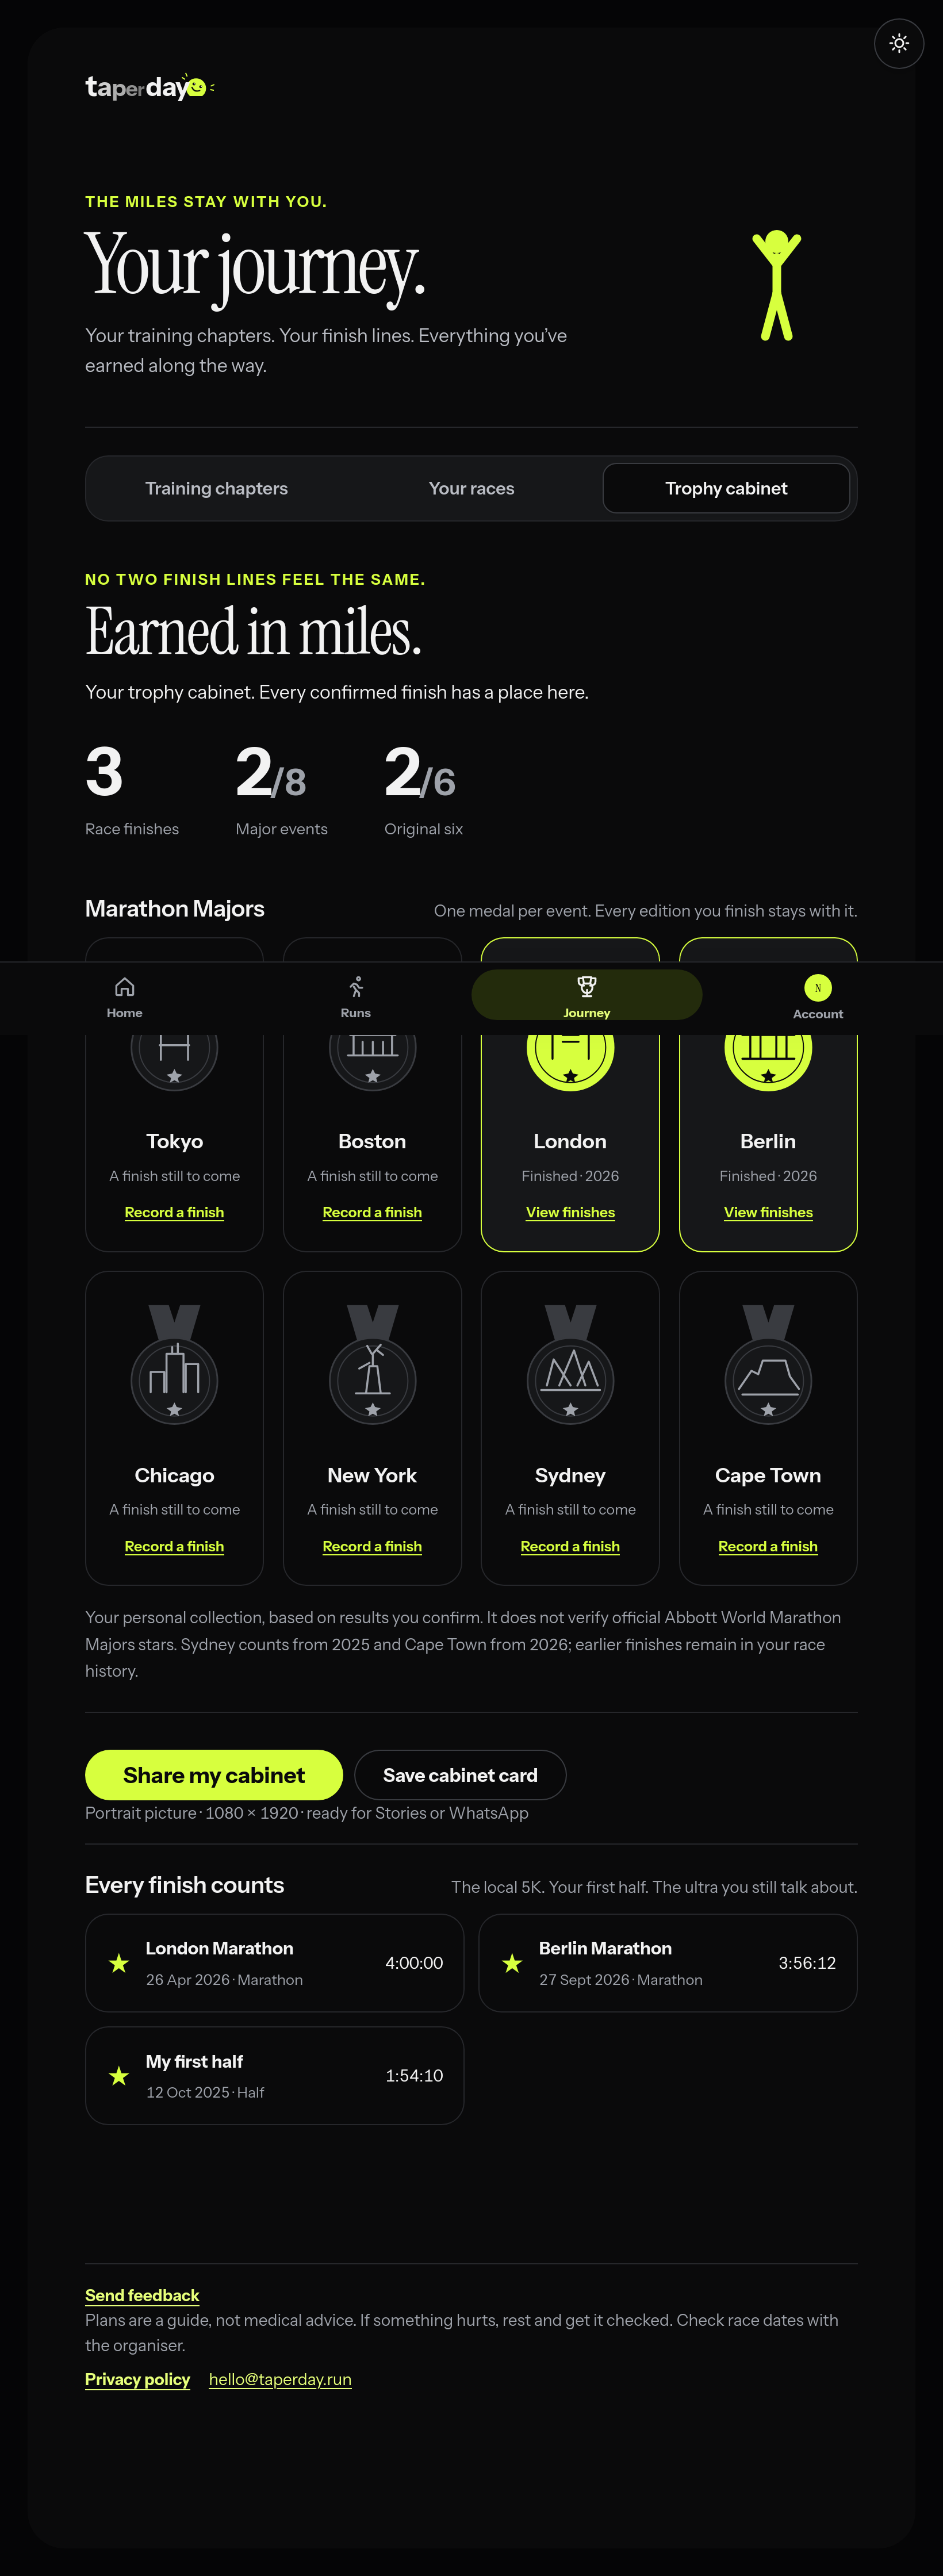 taperday
THE MILES STAY WITH YOU.
Your journey.
Your training chapters. Your finish lines. Everything you’ve
earned along the way.
Training chapters
Your races
Trophy cabinet
NO TWO FINISH LINES FEEL THE SAME.
Earned in miles.
Your trophy cabinet. Every confirmed finish has a place here.
3
2/8
2/6
Race finishes
Major events
Original six
Marathon Majors
One medal per event. Every edition you finish stays with it.
Home
Runs
Journey
N
Account
Tokyo
Boston
London
Berlin
A finish still to come
A finish still to come
Finished · 2026
Finished · 2026
Record a finish
Record a finish
View finishes
View finishes
Chicago
New York
Sydney
Cape Town
A finish still to come
A finish still to come
A finish still to come
A finish still to come
Record a finish
Record a finish
Record a finish
Record a finish
Your personal collection, based on results you confirm. It does not verify official Abbott World Marathon
Majors stars. Sydney counts from 2025 and Cape Town from 2026; earlier finishes remain in your race
history.
Share my cabinet
Save cabinet card
Portrait picture · 1080 × 1920 · ready for Stories or WhatsApp
Every finish counts
The local 5K. Your first half. The ultra you still talk about.
London Marathon
26 Apr 2026 · Marathon
4:00:00
Berlin Marathon
27 Sept 2026 · Marathon
3:56:12
My first half
12 Oct 2025 · Half
1:54:10
Send feedback
Plans are a guide, not medical advice. If something hurts, rest and get it checked. Check race dates with
the organiser.
Privacy policy
hello@taperday.run